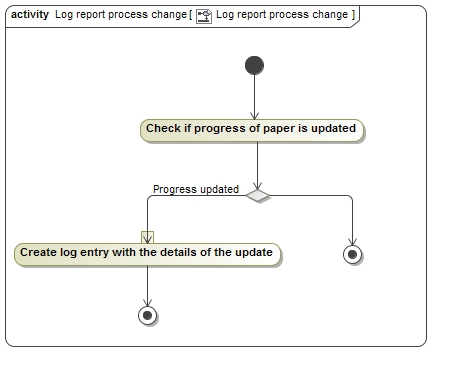 activity Log report process change [ Log report process change ]
Check if progress of paper is updated
Progress updated
Create log entry with the details of the update